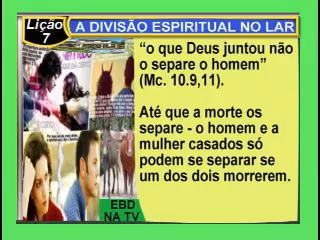 Lição
7
A DIVISÃO ESPIRITUAL NO LAR
“o que Deus juntou não
o separe o homem”
(Mc. 10.9,11).
Até que a morte os
separe - o homem e a
mulher casados só
podem se separar se
um dos dois morrerem.
EBD
NA TV